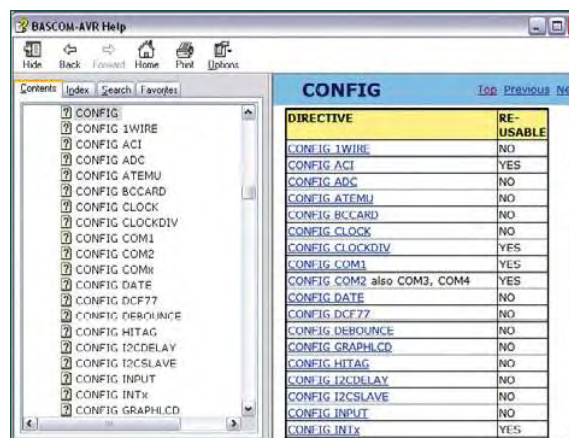 BASCOM-AVR Help
Hide Back Forward Home Print Options
Contents Index Search Favorites
CONFIG
CONFIG 1WIRE
CONFIG ACI
CONFIG ADC
CONFIG ATEMU
CONFIG BCCARD
CONFIG CLOCK
CONFIG CLOCKDIV
CONFIG COM1
CONFIG COM2
CONFIG COMx
CONFIG DATE
CONFIG DCF77
CONFIG DEBOUNCE
CONFIG HITAG
CONFIG I2CDELAY
CONFIG I2CSLAVE
CONFIG INPUT
CONFIG INTx
CONFIG GRAPHLCD
CONFIG Top Previous Ne
DIRECTIVE RE-
USABLE
CONFIG 1WIRE NO
CONFIG ACI YES
CONFIG ADC NO
CONFIG ATEMU NO
CONFIG BCCARD NO
CONFIG CLOCK NO
CONFIG CLOCKDIV YES
CONFIG COM1 YES
CONFIG COM2 also COM3, COM4 YES
CONFIG DATE NO
CONFIG DCF77 NO
CONFIG DEBOUNCE NO
CONFIG GRAPHLCD NO
CONFIG HITAG NO
CONFIG I2CDELAY NO
CONFIG I2CSLAVE NO
CONFIG INPUT NO
CONFIG INTx YES